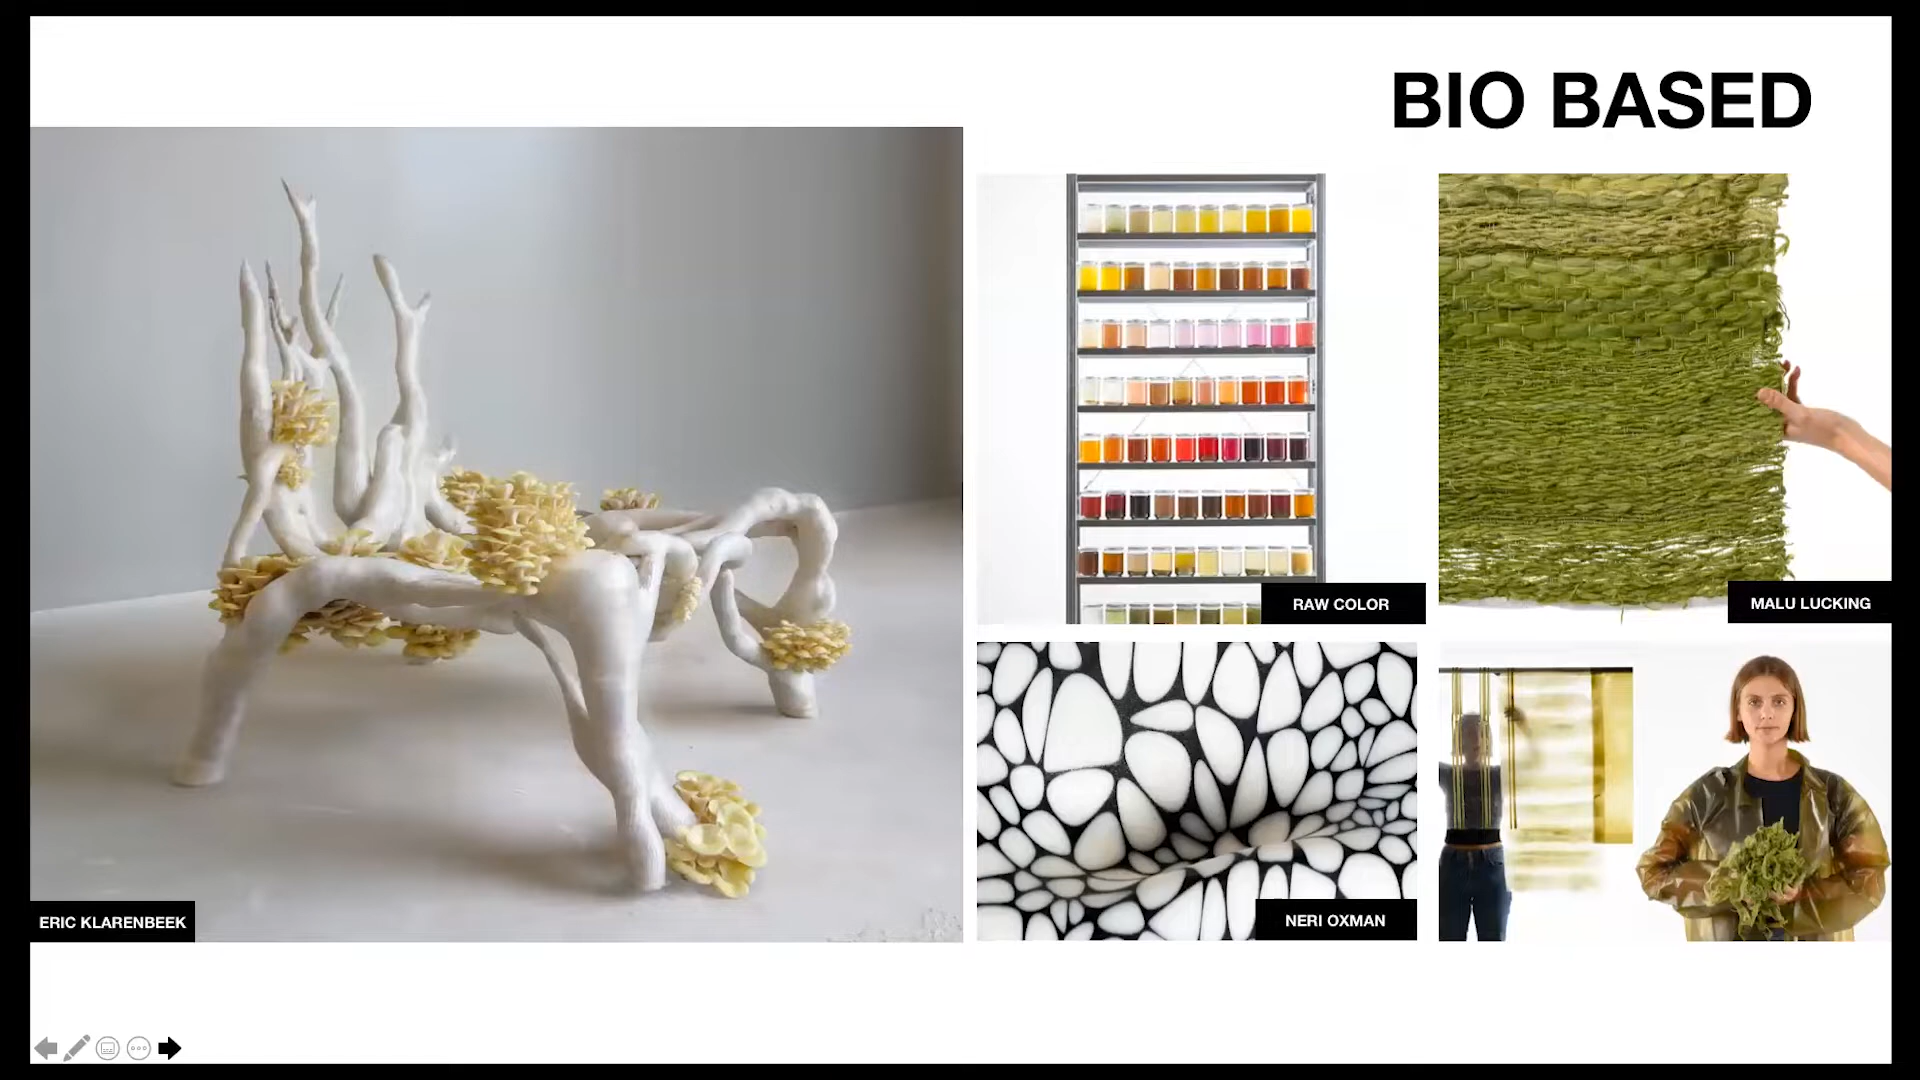 BIO BASED
RAW COLOR
MALU LUCKING
ERIC KLARENBEEK
NERI OXMAN